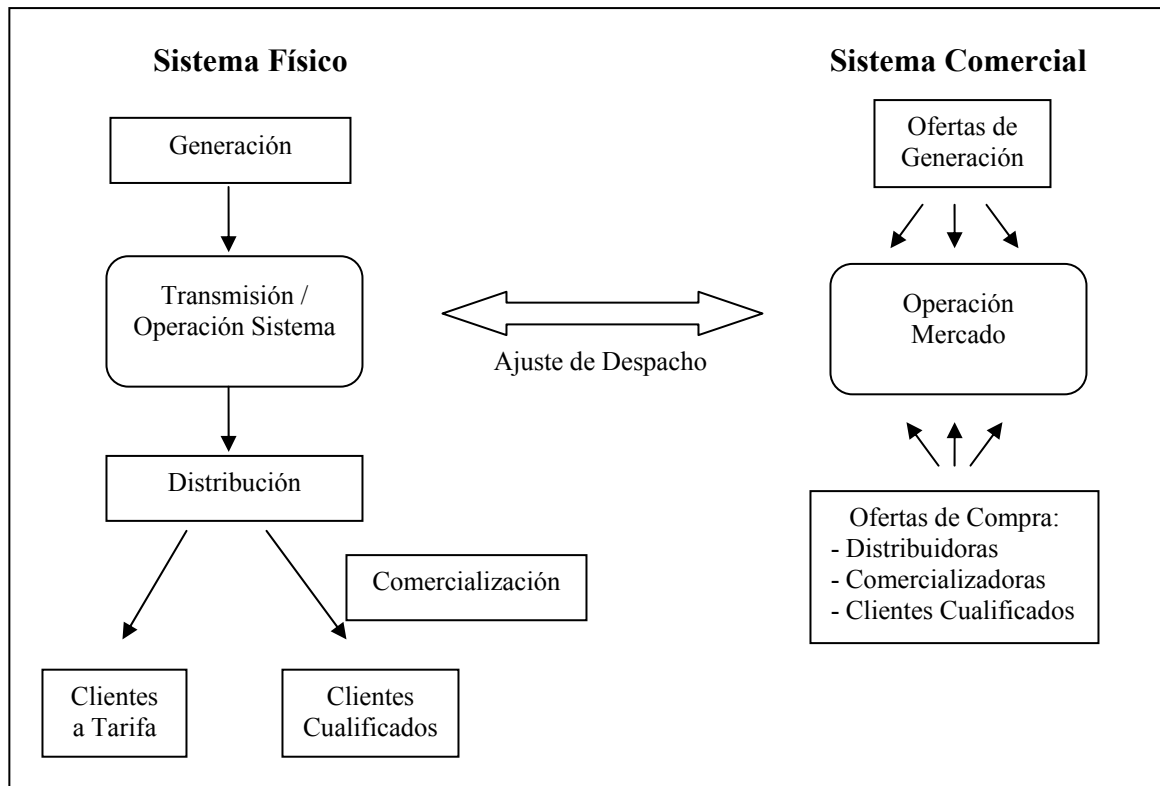 Sistema Físico
Generación
Transmisión /
Operación Sistema
Distribución
Comercialización
Clientes
a Tarifa
Clientes
Cualificados
Ajuste de Despacho
Sistema Comercial
Ofertas de
Generación
Operación
Mercado
Ofertas de Compra:
- Distribuidoras
- Comercializadoras
- Clientes Cualificados